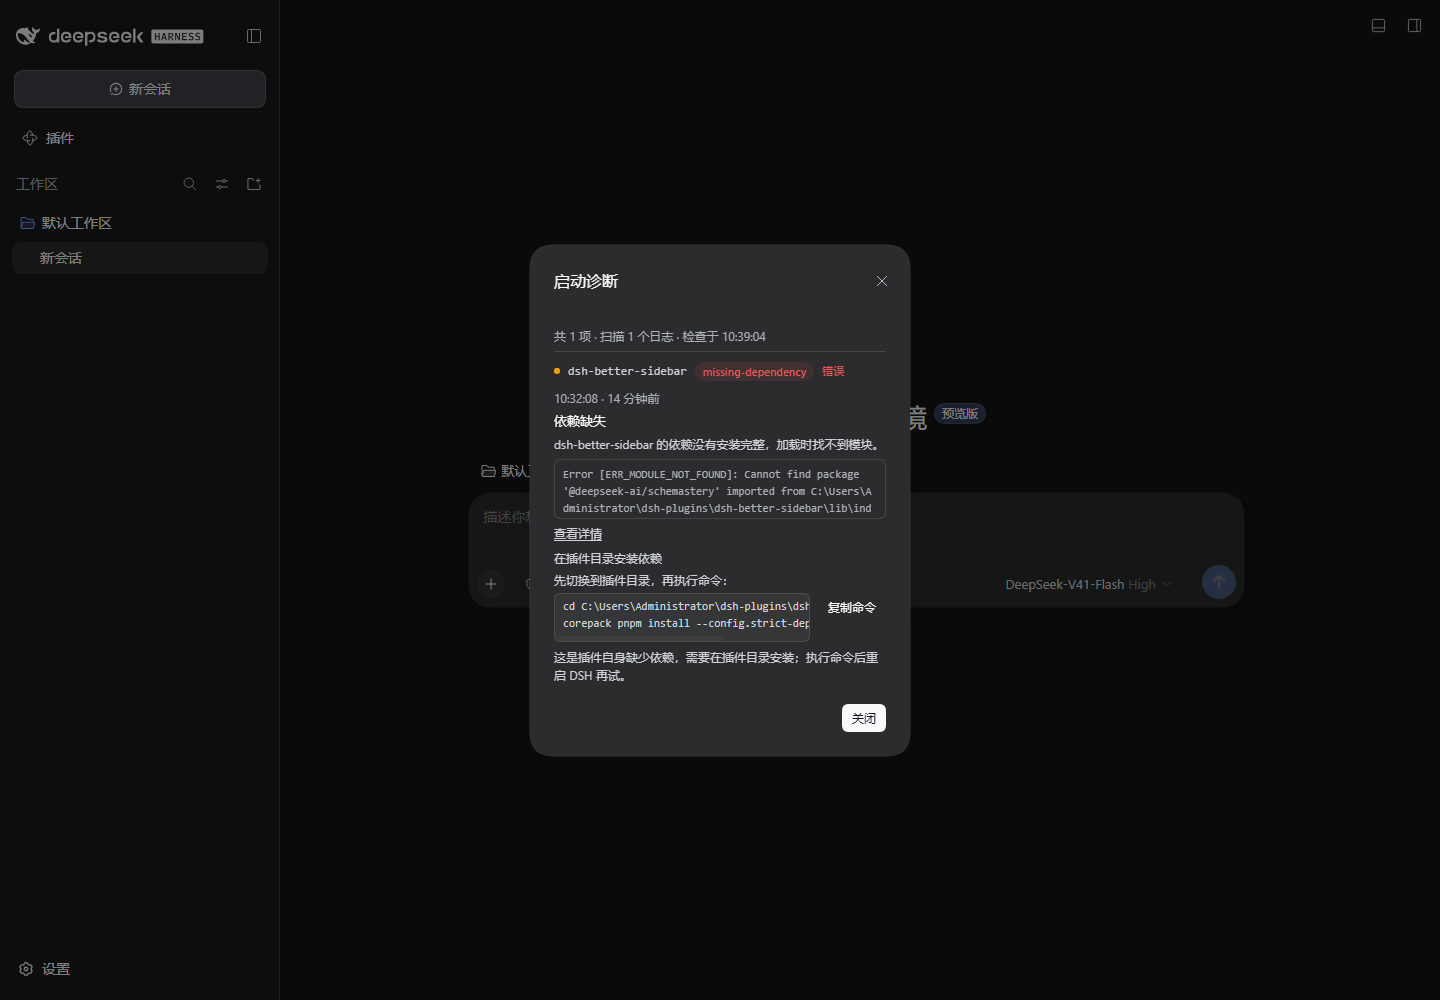 deepseek HARNESS
新会话
插件
工作区
默认工作区
新会话
设置
预览版
描述你
DeepSeek-V41-Flash High
启动诊断
共 1 项 · 扫描 1 个日志 · 检查于 10:39:04
dsh-better-sidebar missing-dependency 错误
10:32:08 · 14 分钟前
依赖缺失
dsh-better-sidebar 的依赖没有安装完整，加载时找不到模块。
Error [ERR_MODULE_NOT_FOUND]: Cannot find package
'@deepseek-ai/schemastery' imported from C:\Users\A
dministrator\dsh-plugins\dsh-better-sidebar\lib\ind
查看详情
在插件目录安装依赖
先切换到插件目录，再执行命令：
cd C:\Users\Administrator\dsh-plugins\dsh
corepack pnpm install --config.strict-dep
复制命令
这是插件自身缺少依赖，需要在插件目录安装；执行命令后重
启 DSH 再试。
关闭